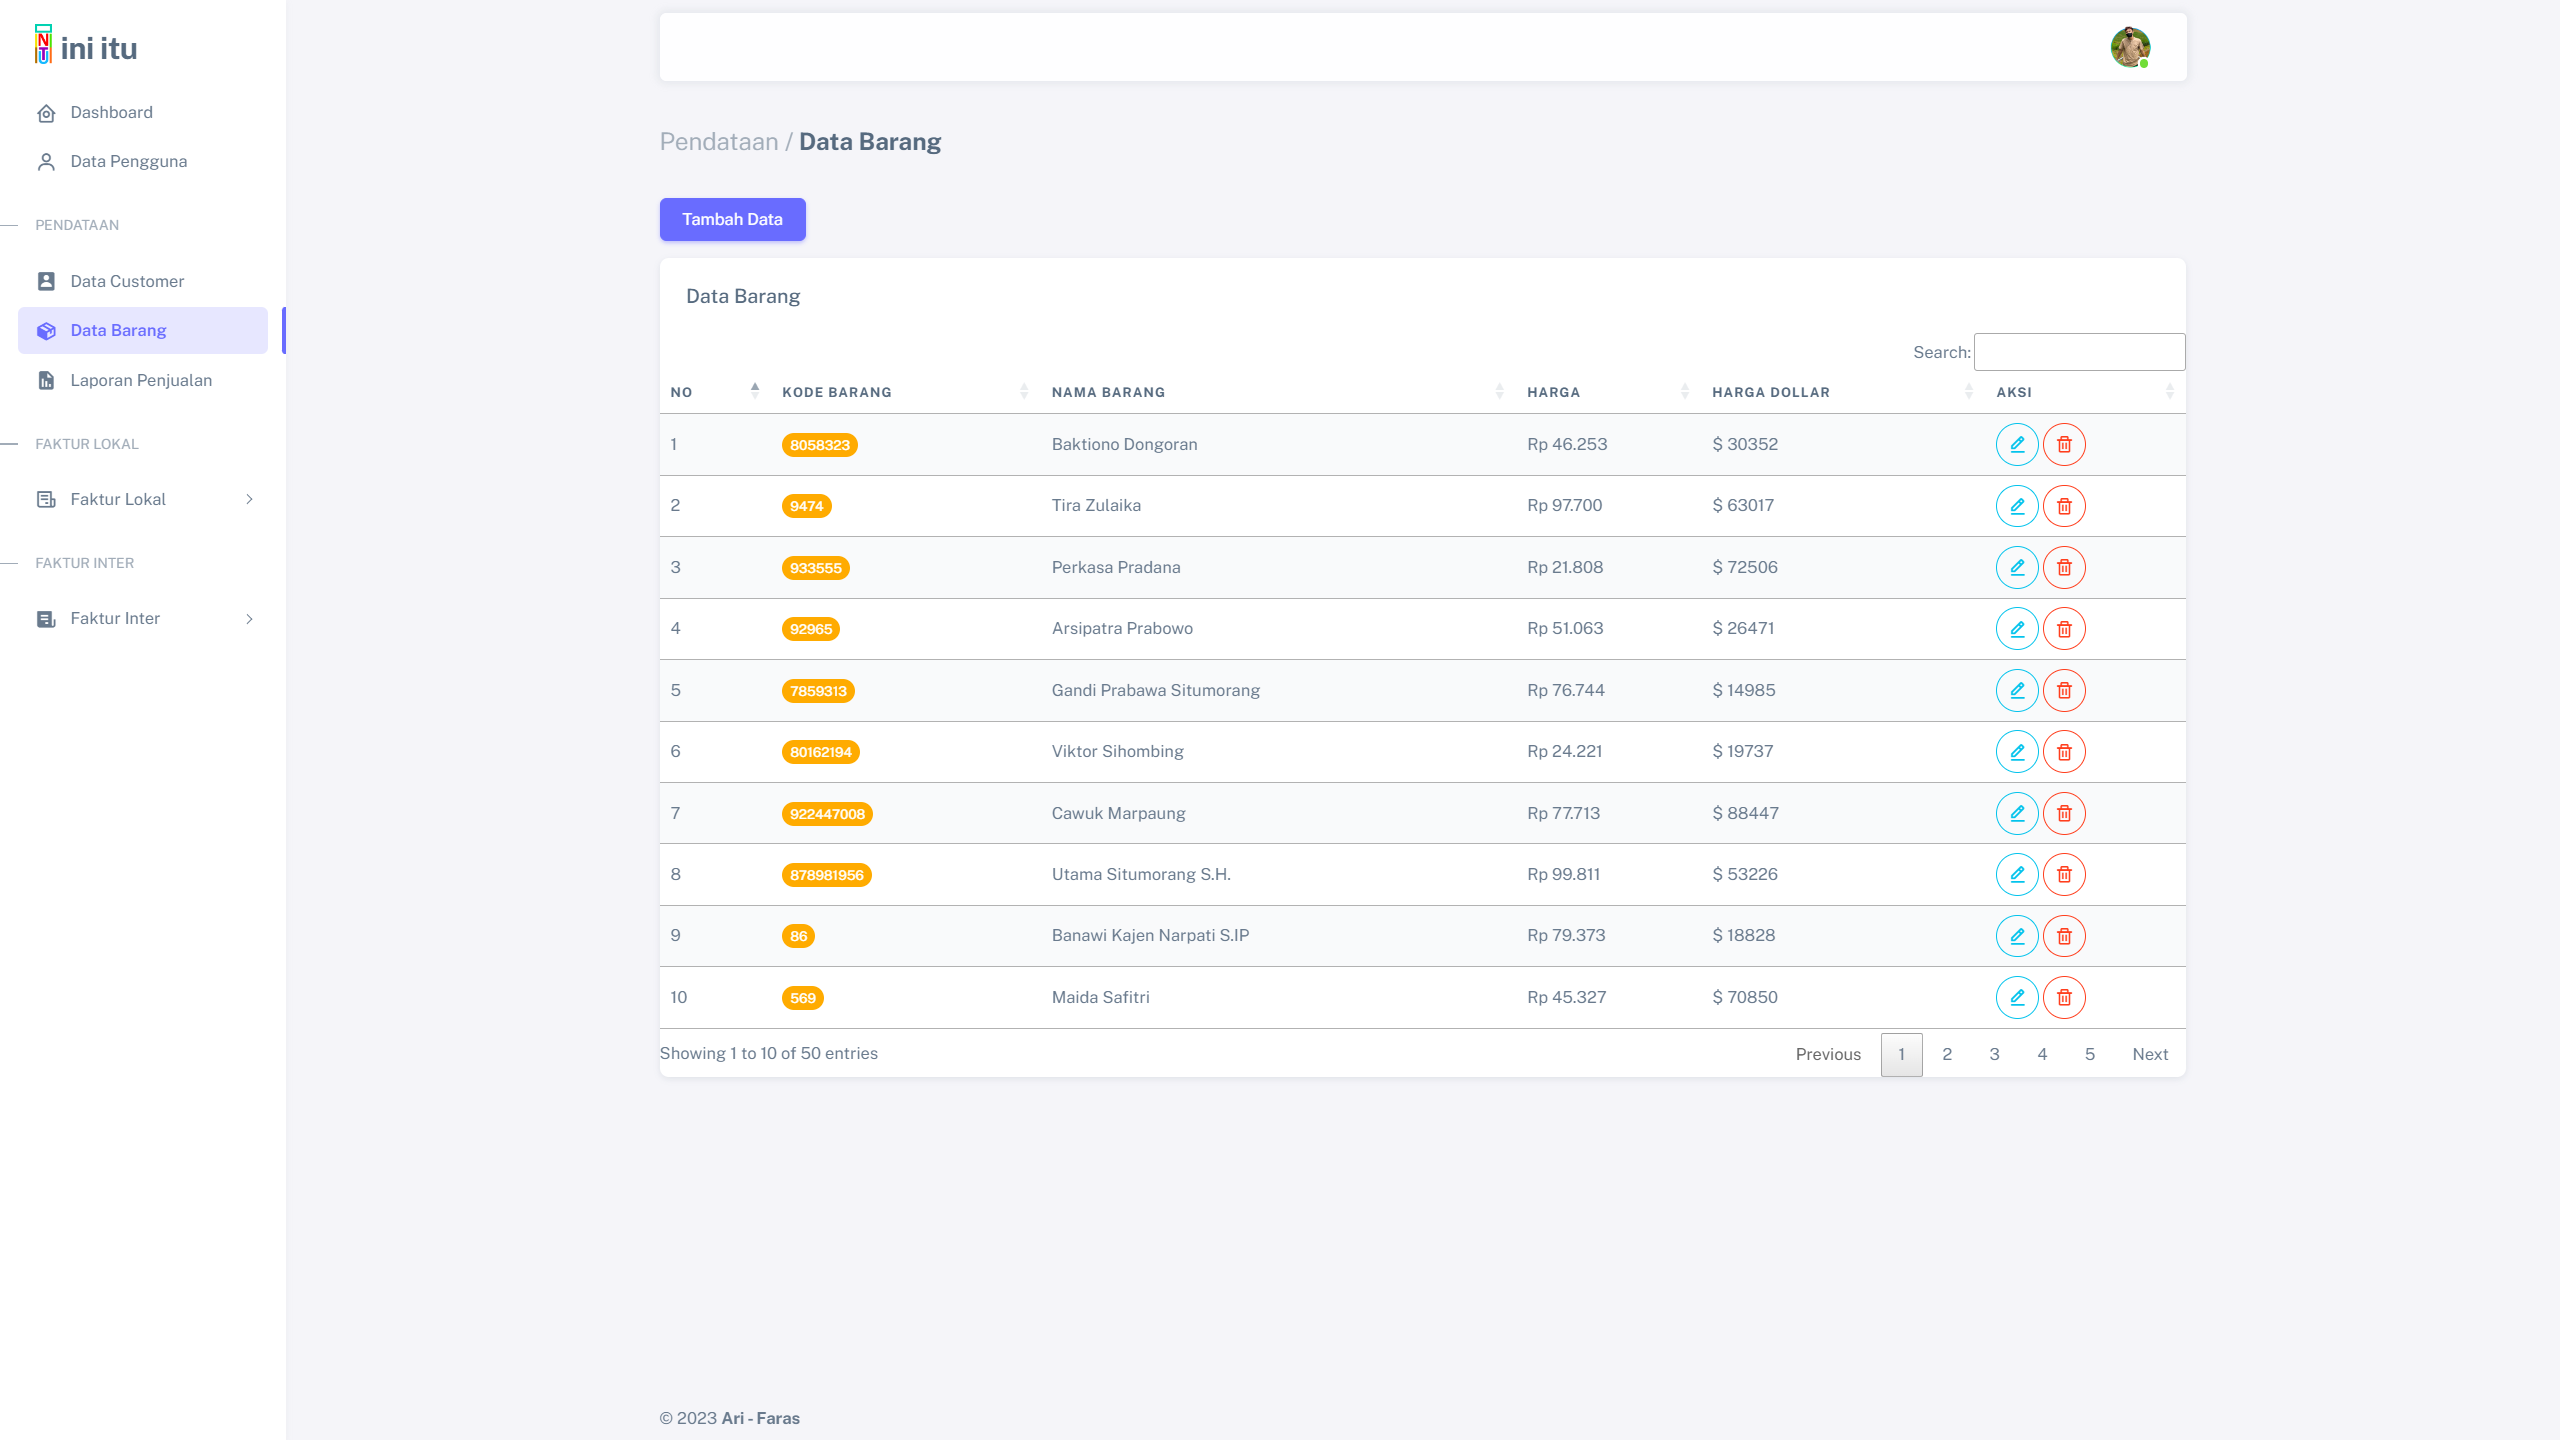 ini itu
Dashboard
Data Pengguna
PENDATAAN
Data Customer
Data Barang
Laporan Penjualan
FAKTUR LOKAL
Faktur Lokal
FAKTUR INTER
Faktur Inter
Pendataan / Data Barang
Tambah Data
Data Barang
Search:
NO KODE BARANG NAMA BARANG HARGA HARGA DOLLAR AKSI
1 8058323 Baktiono Dongoran Rp 46.253 $ 30352
2 9474 Tira Zulaika Rp 97.700 $ 63017
3 933555 Perkasa Pradana Rp 21.808 $ 72506
4 92965 Arsipatra Prabowo Rp 51.063 $ 26471
5 7859313 Gandi Prabawa Situmorang Rp 76.744 $ 14985
6 80162194 Viktor Sihombing Rp 24.221 $ 19737
7 922447008 Cawuk Marpaung Rp 77.713 $ 88447
8 878981956 Utama Situmorang S.H. Rp 99.811 $ 53226
9 86 Banawi Kajen Narpati S.IP Rp 79.373 $ 18828
10 569 Maida Safitri Rp 45.327 $ 70850
Showing 1 to 10 of 50 entries Previous 1 2 3 4 5 Next
© 2023 Ari - Faras